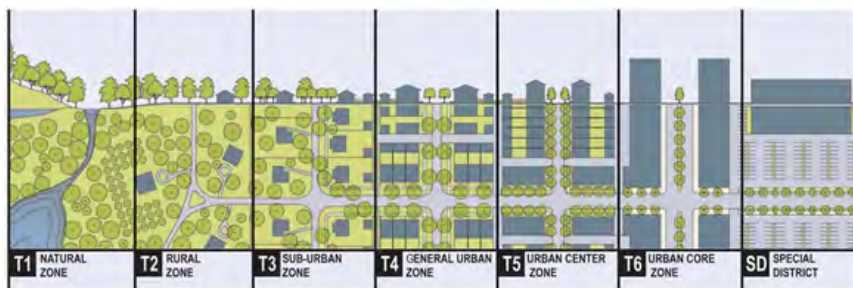 T1 NATURAL
ZONE
T2 RURAL
ZONE
T3 SUB-URBAN
ZONE
T4 GENERAL URBAN
ZONE
T5 URBAN CENTER
ZONE
T6 URBAN CORE
ZONE
SD SPECIAL
DISTRICT